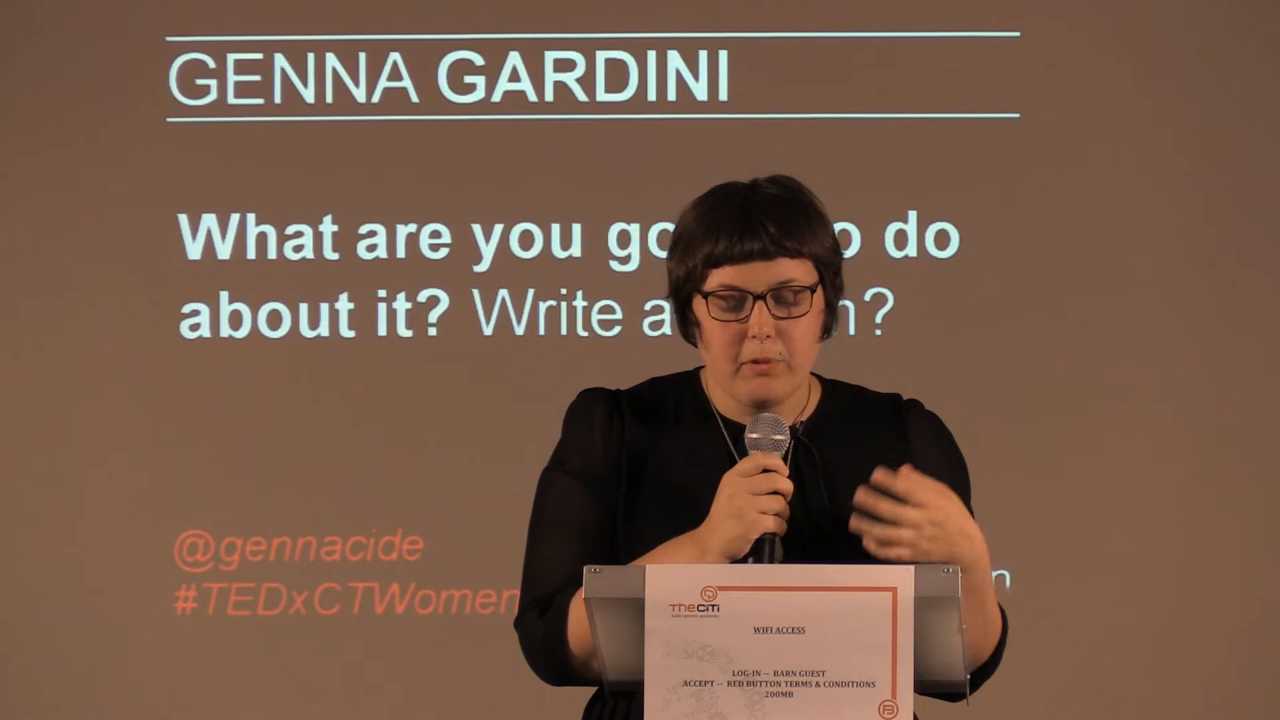 GENNA GARDINI
What are you go o do
about it? Write a m?
@gennacide
#TEDxCTWomen
n
THeCiTi
WIFI ACCESS
LOG-IN -- BARN GUEST
ACCEPT -- RED BUTTON TERMS & CONDITIONS
200MB